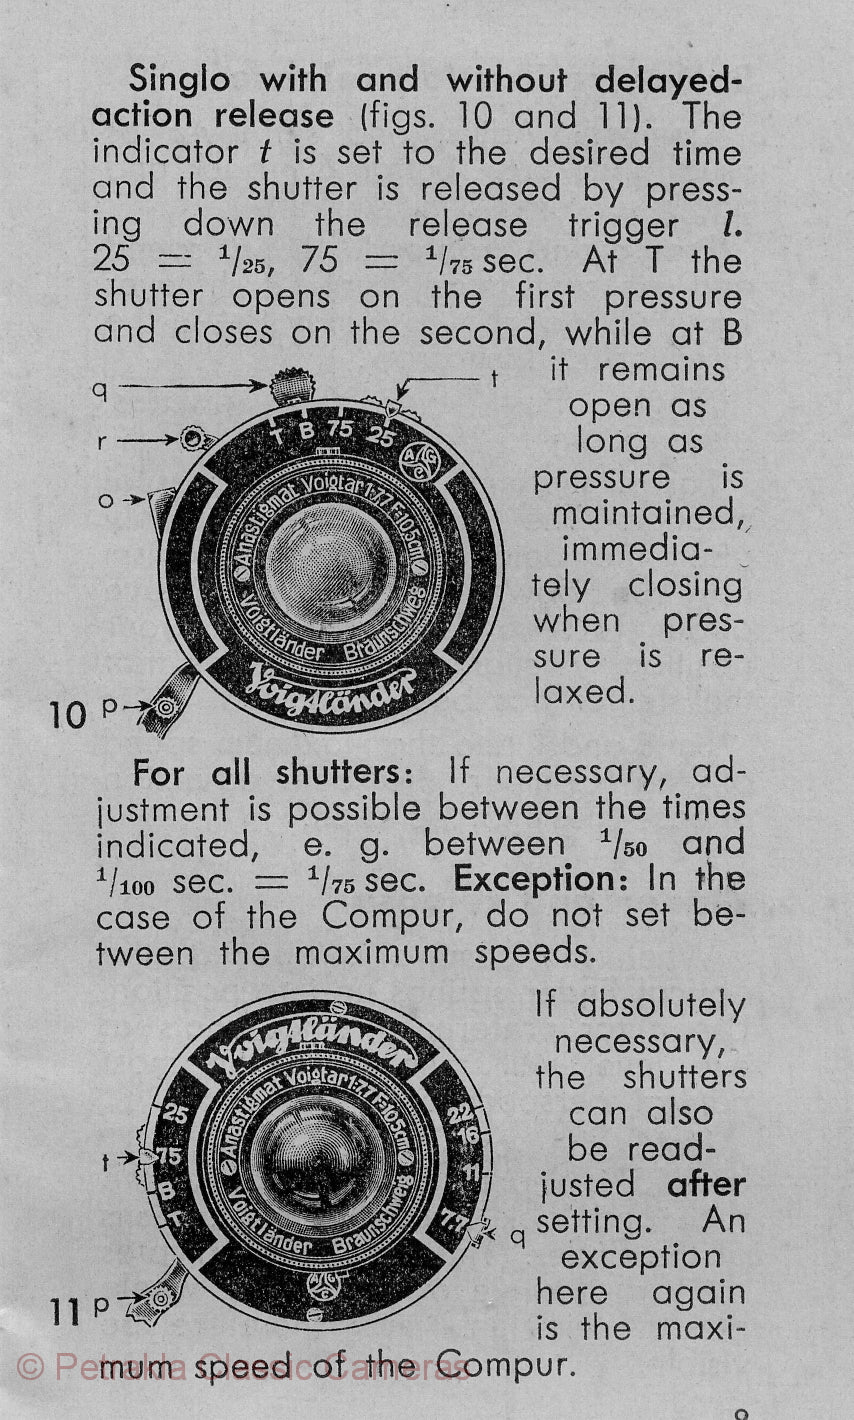 Singlo with and without delayed-
action release (figs. 10 and 11). The
indicator t is set to the desired time
and the shutter is released by press-
ing down the release trigger l.
25 = 1/25, 75 = 1/75 sec. At T the
shutter opens on the first pressure
and closes on the second, while at B
it remains
open as
long as
pressure is
maintained,
immedia-
tely closing
when pres-
sure is re-
laxed.
q
t
r
o
T B 75 25
A G C
Anastigmat Voigtar 1:7.7 F=10.5cm
Voigtländer Braunschweig
Voigtländer
10 p
For all shutters: If necessary, ad-
justment is possible between the times
indicated, e. g. between 1/50 and
1/100 sec. = 1/75 sec. Exception: In the
case of the Compur, do not set be-
tween the maximum speeds.
If absolutely
necessary,
the shutters
can also
be read-
justed after
setting. An
exception
here again
is the maxi-
mum speed of the Compur.
Voigtländer
Anastigmat Voigtar 1:7.7 F=10.5cm
Voigtländer Braunschweig
25
75
B
T
22
16
11
7.7
A G C
t
q
11 p
© Petrakla Classic Cameras